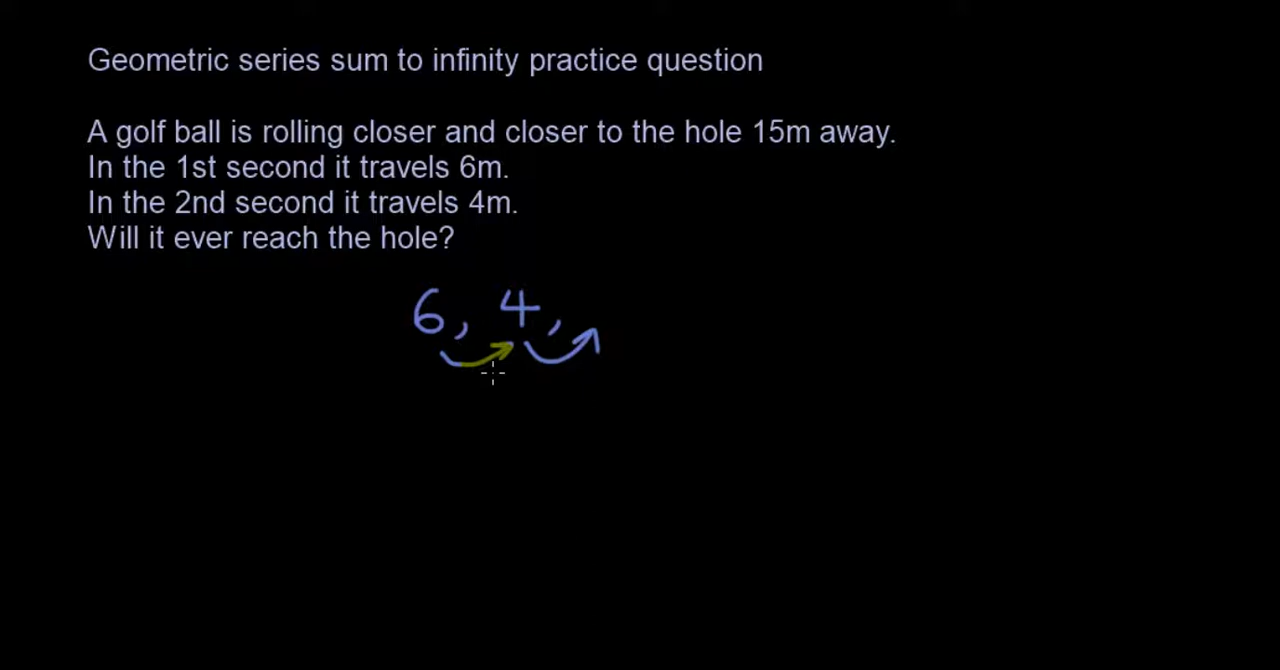 Geometric series sum to infinity practice question
A golf ball is rolling closer and closer to the hole 15m away.
In the 1st second it travels 6m.
In the 2nd second it travels 4m.
Will it ever reach the hole?
6, 4,